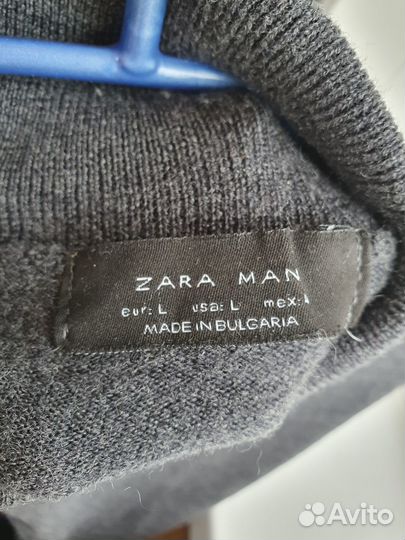 ZARA MAN
eur: L usa: L mex:
MADE IN BULGARIA
Avito